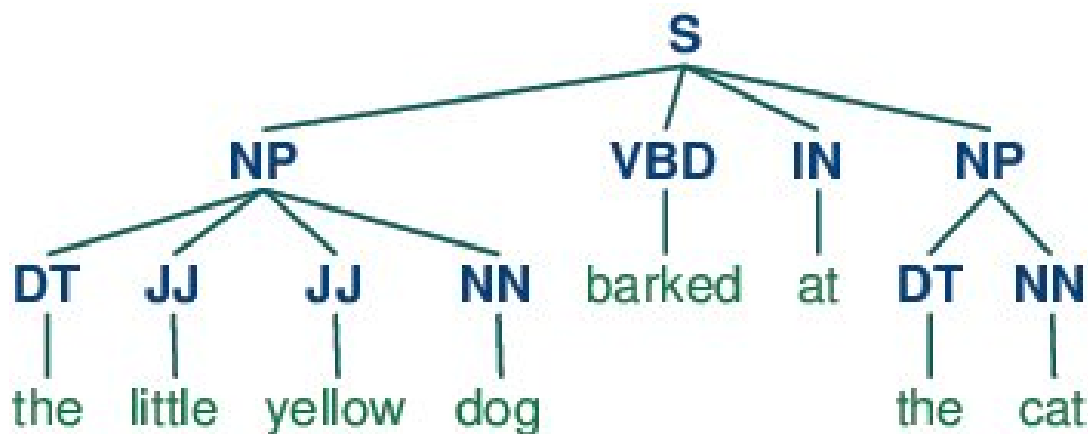 S
NP VBD IN NP
DT JJ JJ NN barked at DT NN
the little yellow dog the cat